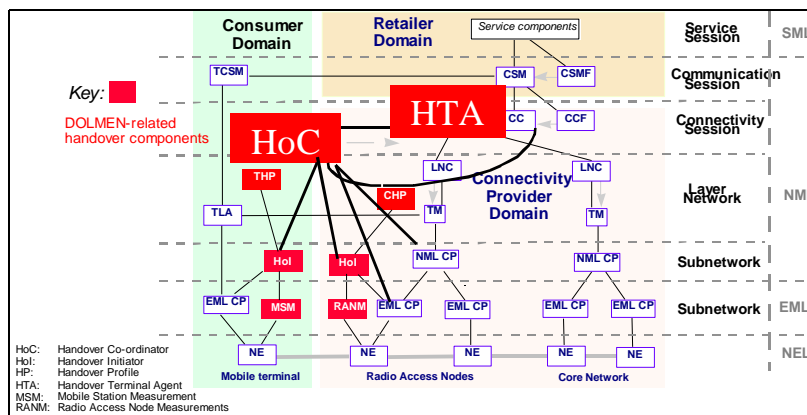 Consumer
Domain
Retailer
Domain
Service components
Service
Session
SML
TCSM
CSM
CSMF
Communication
Session
Key:
DOLMEN-related
handover components
HoC
HTA
CC
CCF
Connectivity
Session
THP
CHP
LNC
LNC
Connectivity
Provider
Domain
Layer
Network
NML
TLA
TM
TM
HoI
HoI
NML CP
NML CP
Subnetwork
EML CP
MSM
RANM
EML CP
EML CP
EML CP
EML CP
Subnetwork
EML
NE
NE
NE
NE
NE
NEL
Mobile terminal
Radio Access Nodes
Core Network
HoC: Handover Co-ordinator
HoI: Handover Initiator
HP: Handover Profile
HTA: Handover Terminal Agent
MSM: Mobile Station Measurement
RANM: Radio Access Node Measurements